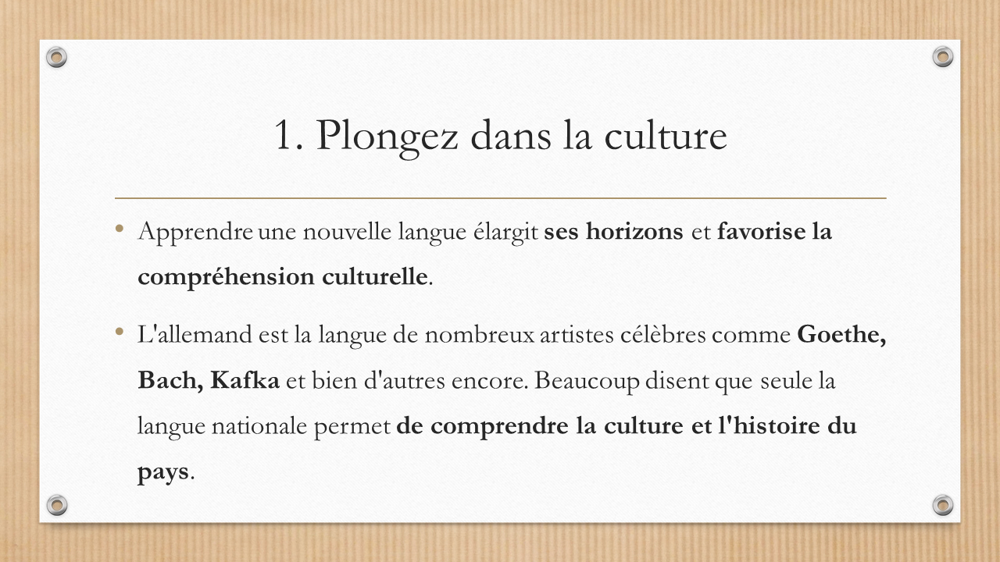 1. Plongez dans la culture
• Apprendre une nouvelle langue élargit ses horizons et favorise la
compréhension culturelle.
• L'allemand est la langue de nombreux artistes célèbres comme Goethe,
Bach, Kafka et bien d'autres encore. Beaucoup disent que seule la
langue nationale permet de comprendre la culture et l'histoire du
pays.